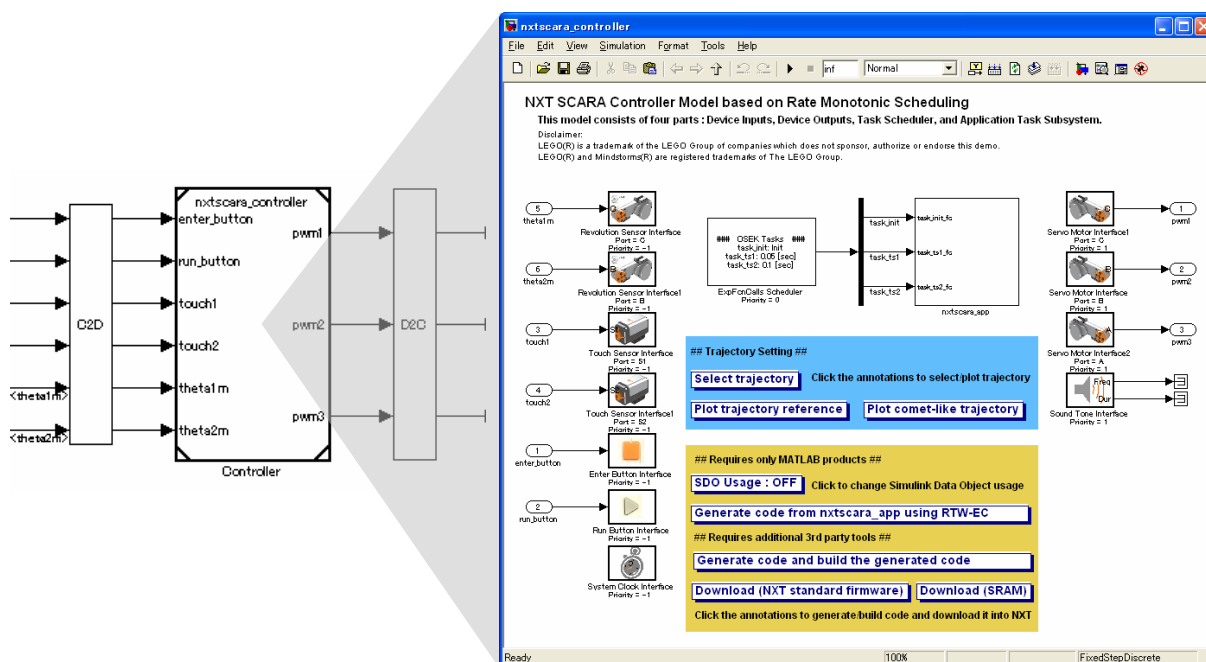 nxtscara_controller
enter_button
run_button
touch1
touch2
theta1m
theta2m
pwm1
pwm2
pwm3
C2D
D2C
<theta1m>
<theta2m>
Controller
nxtscara_controller
File Edit View Simulation Format Tools Help
inf Normal
NXT SCARA Controller Model based on Rate Monotonic Scheduling
This model consists of four parts : Device Inputs, Device Outputs, Task Scheduler, and Application Task Subsystem.
Disclaimer:
LEGO(R) is a trademark of the LEGO Group of companies which does not sponsor, authorize or endorse this demo.
LEGO(R) and Mindstorms(R) are registered trademarks of The LEGO Group.
5
theta1m
C
Revolution Sensor Interface
Port = C
Priority = -1
6
theta2m
B
Revolution Sensor Interface1
Port = B
Priority = -1
3
touch1
S
Touch Sensor Interface
Port = S1
Priority = -1
4
touch2
S
Touch Sensor Interface1
Port = S2
Priority = -1
1
enter_button
Enter Button Interface
Priority = -1
2
run_button
Run Button Interface
Priority = -1
System Clock Interface
Priority = -1
### OSEK Tasks ###
task_init: Init
task_ts1: 0.05 [sec]
task_ts2: 0.1 [sec]
ExpFcnCalls Scheduler
Priority = 0
task_init
task_ts1
task_ts2
task_init_fc
task_ts1_fc
task_ts2_fc
nxtscara_app
C
1
pwm1
Servo Motor Interface1
Port = C
Priority = 1
B
2
pwm2
Servo Motor Interface
Port = B
Priority = 1
A
3
pwm3
Servo Motor Interface2
Port = A
Priority = 1
Freq
Dur
Sound Tone Interface
Priority = 1
## Trajectory Setting ##
Select trajectory Click the annotations to select/plot trajectory
Plot trajectory reference Plot comet-like trajectory
## Requires only MATLAB products ##
SDO Usage : OFF Click to change Simulink Data Object usage
Generate code from nxtscara_app using RTW-EC
## Requires additional 3rd party tools ##
Generate code and build the generated code
Download (NXT standard firmware) Download (SRAM)
Click the annotations to generate/build code and download it into NXT
Ready 100% FixedStepDiscrete